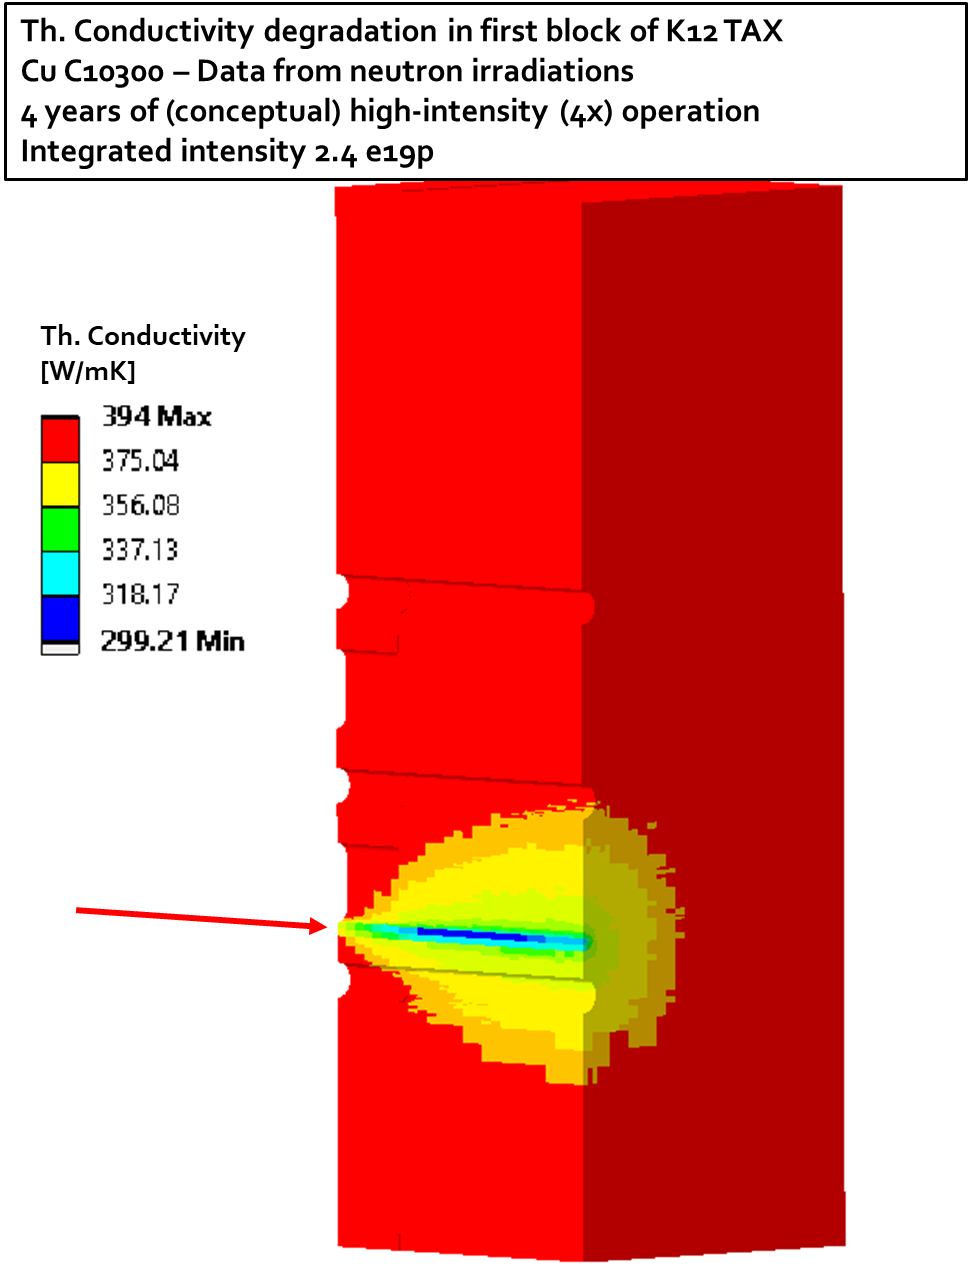 Th. Conductivity degradation in first block of K12 TAX
Cu C10300 – Data from neutron irradiations
4 years of (conceptual) high-intensity (4x) operation
Integrated intensity 2.4 e19p
Th. Conductivity
[W/mK]
394 Max
375.04
356.08
337.13
318.17
299.21 Min